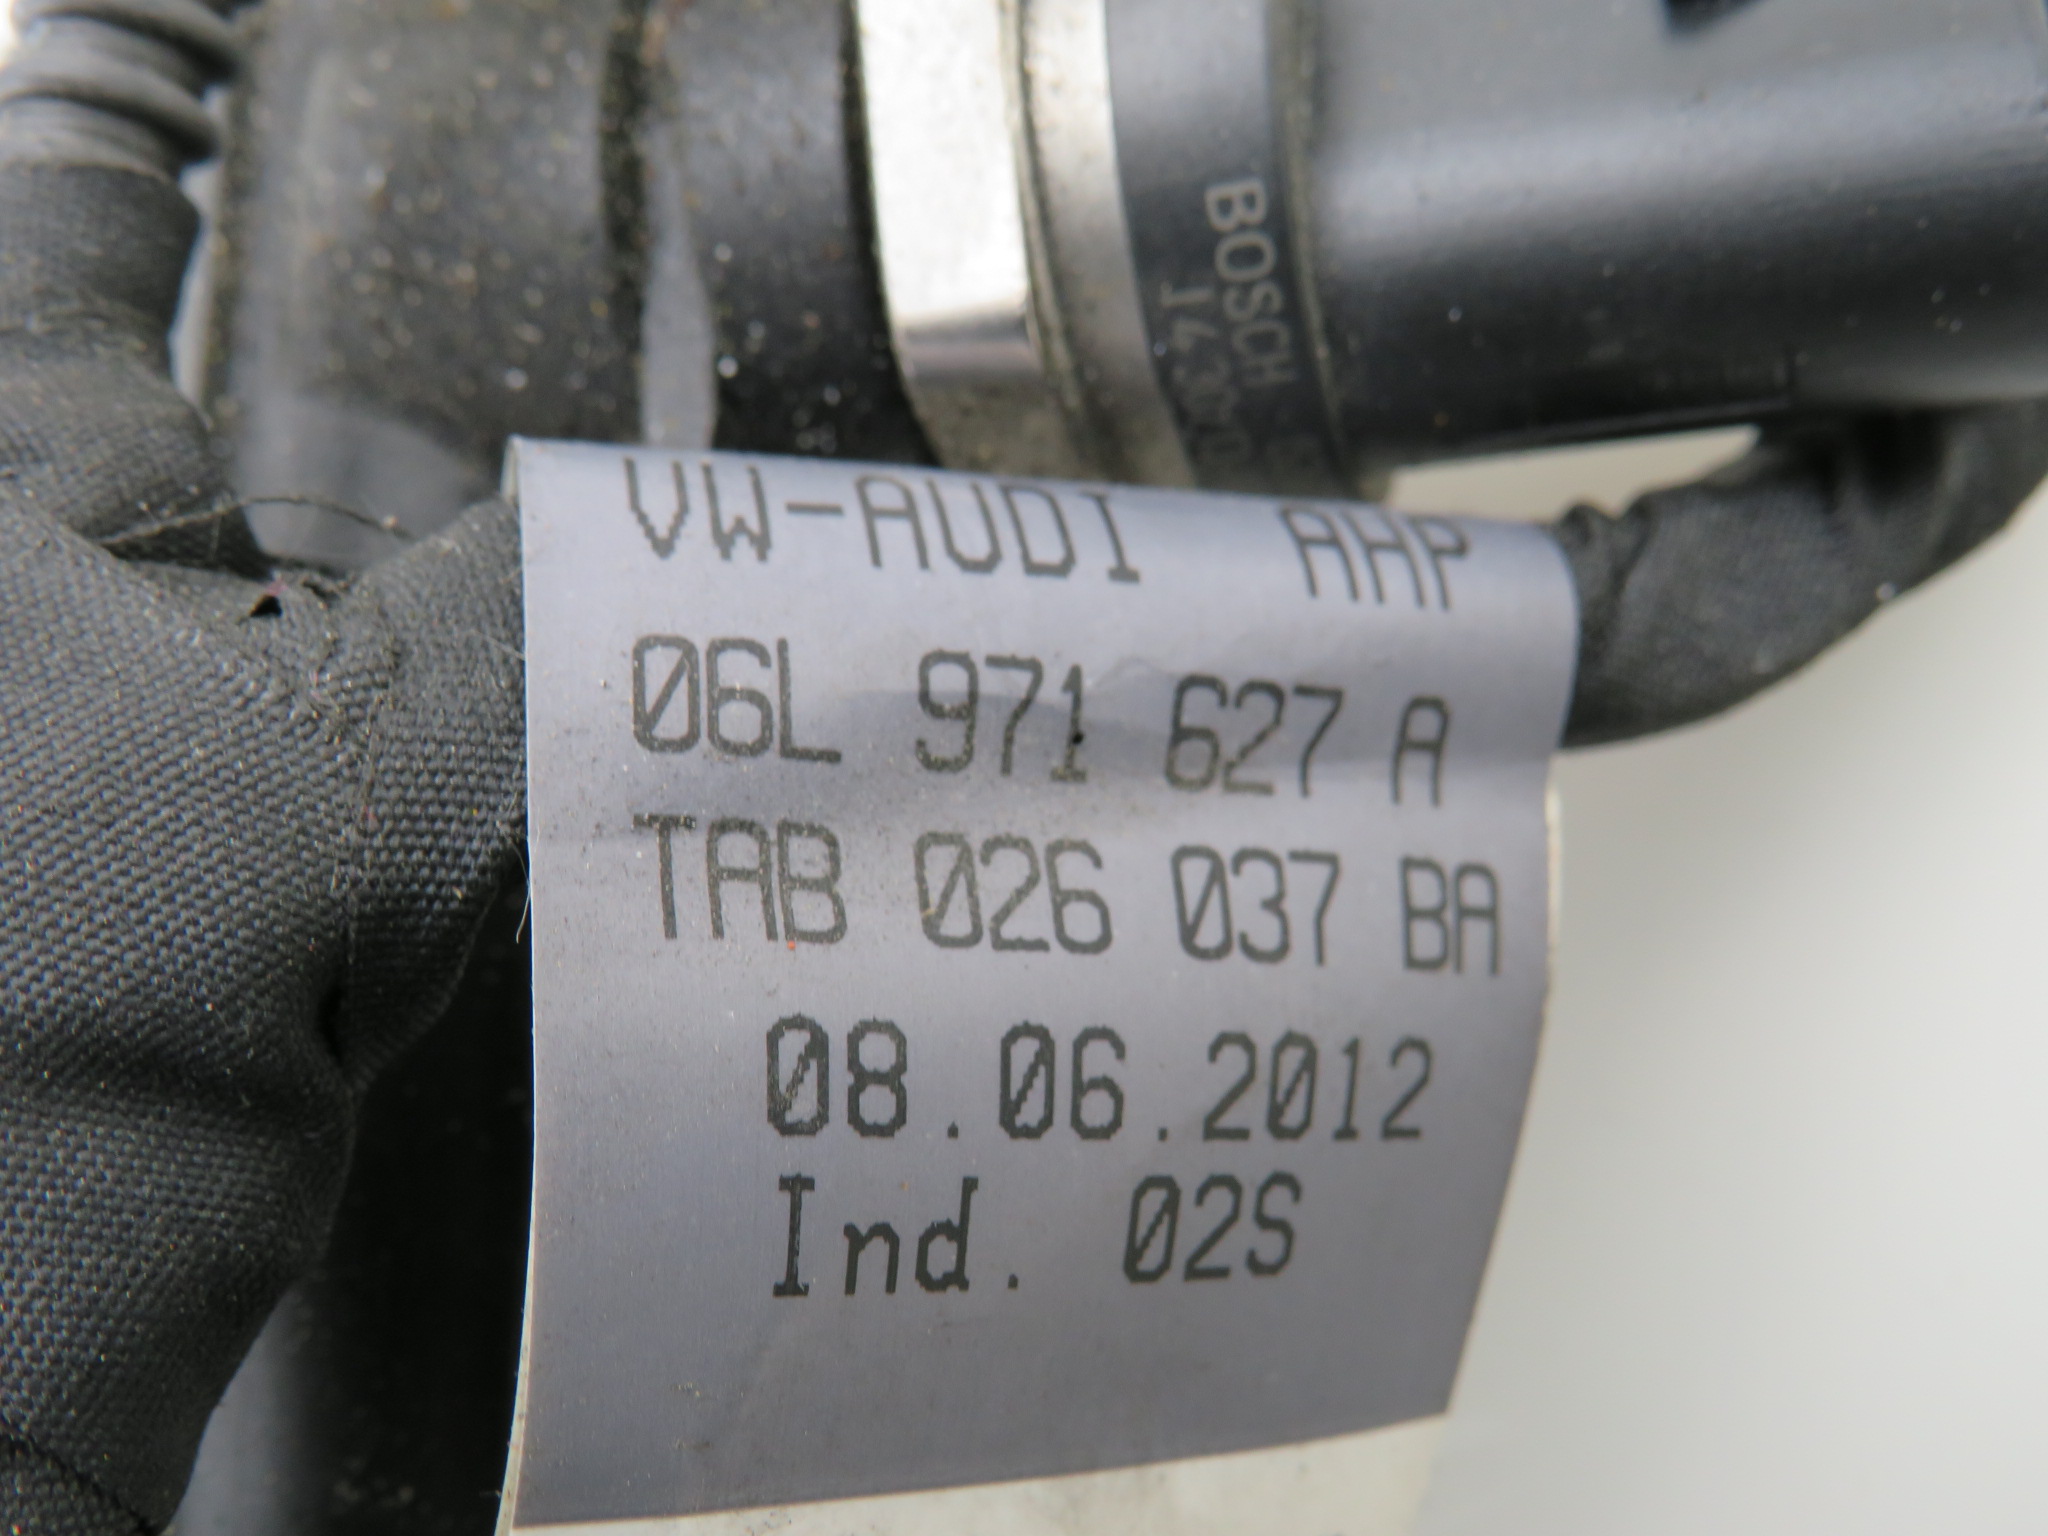 BOSCH
VW-AUDI AHP
06L 971 627 A
TAB 026 037 BA
08.06.2012
Ind. 02S